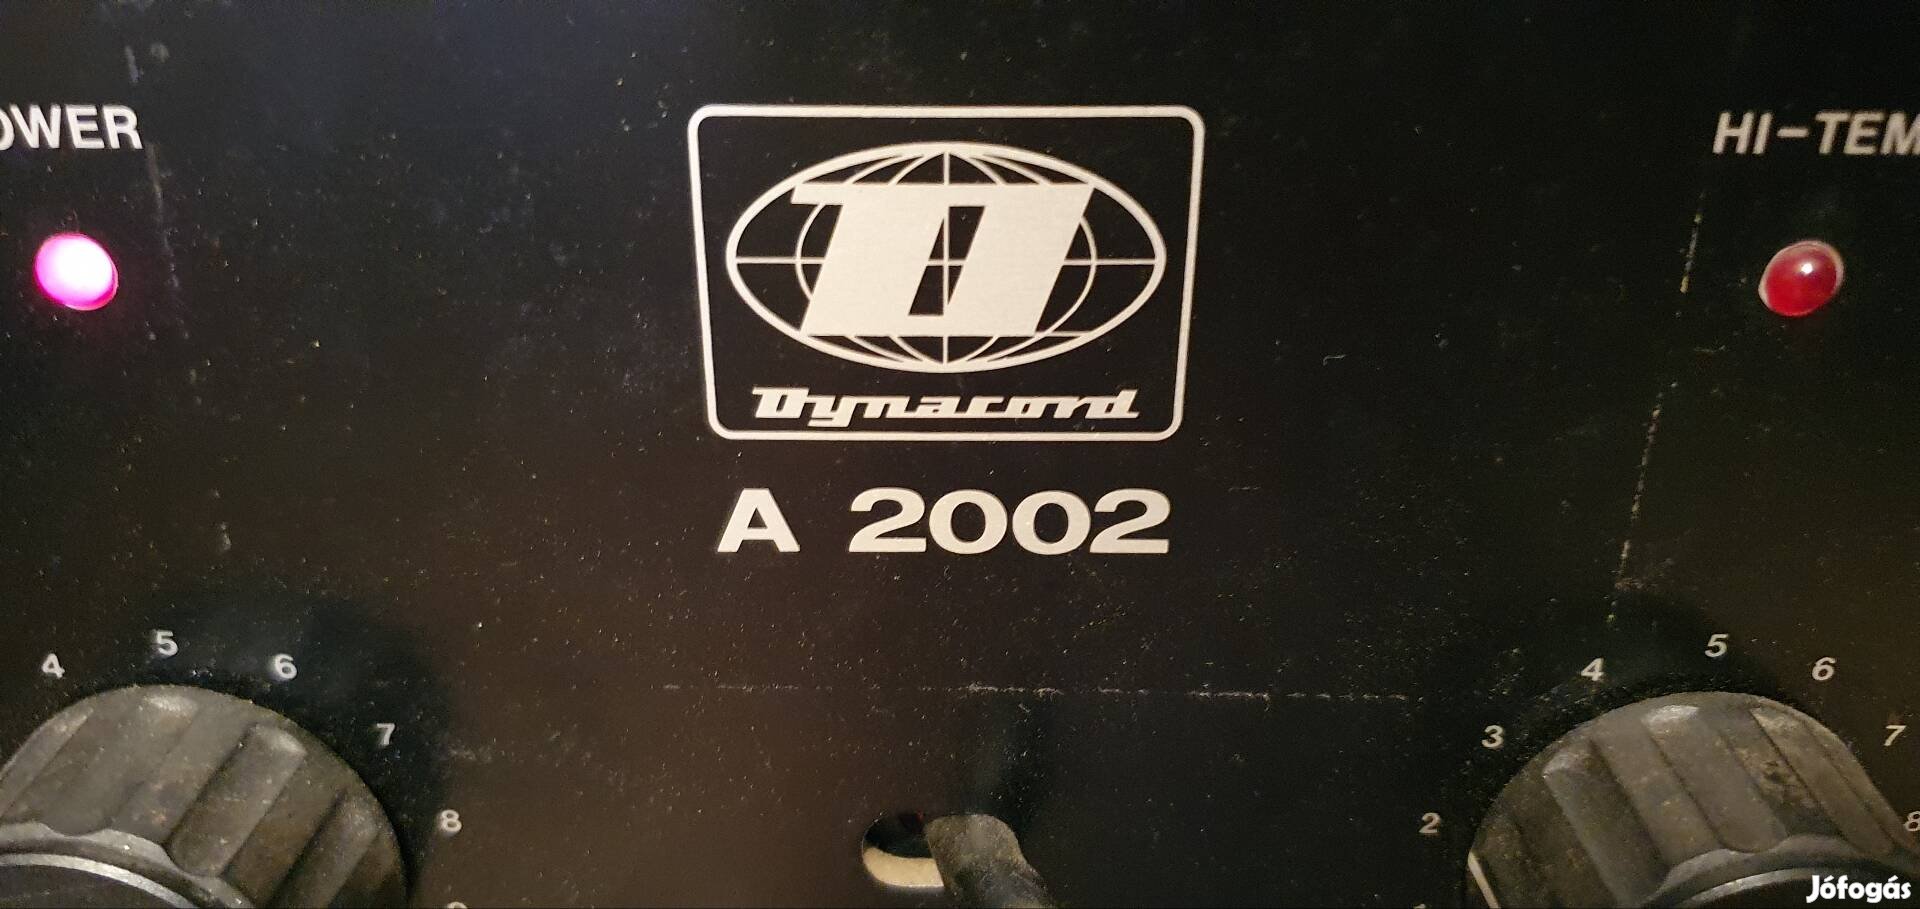 OWER
HI-TEM
D
Dynacord
A 2002
4 5 6 7 8
2 3 4 5 6 7 8
Jófogás